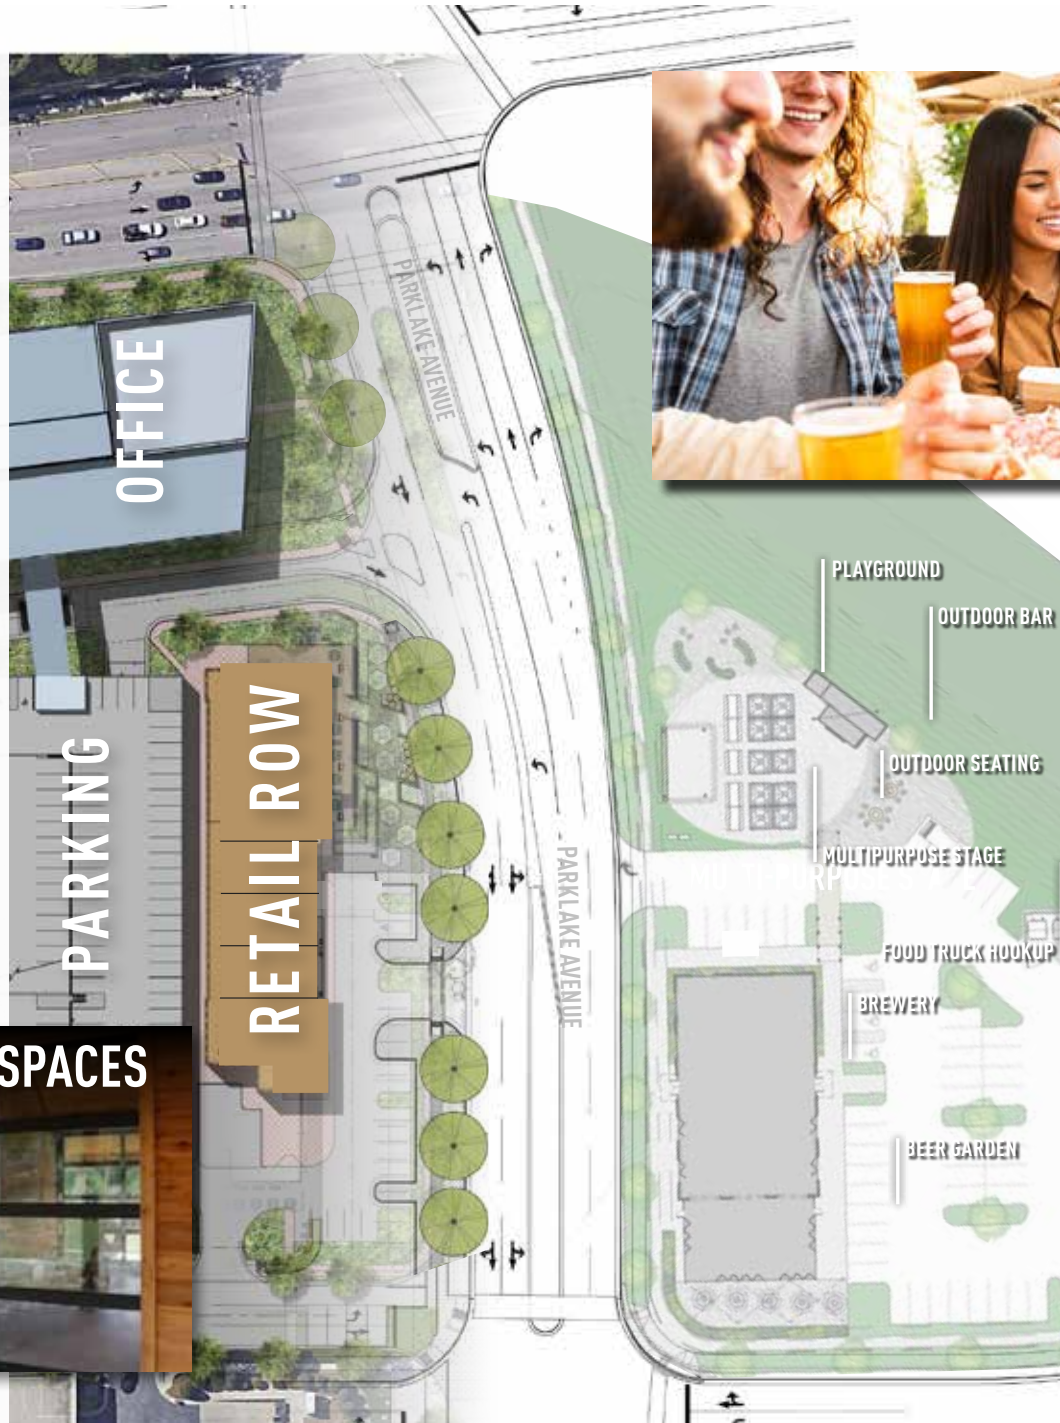 PARKLAKE AVENUE
OFFICE
PLAYGROUND
OUTDOOR BAR
RETAIL ROW
PARKING
OUTDOOR SEATING
MULTIPURPOSE STAGE
PARKLAKE AVENUE
FOOD TRUCK HOOKUP
BREWERY
SPACES
BEER GARDEN